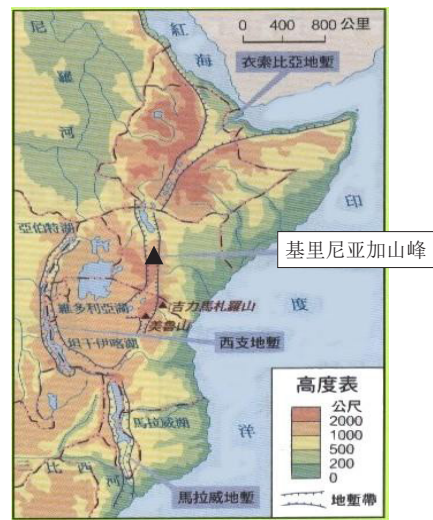 0 400 800 公里
尼
羅
河
紅
海
衣索比亞地塹
印
亞伯特湖
基里尼亚加山峰
維多利亞湖
吉力馬札羅山
美魯山
度
坦干伊喀湖
西支地塹
洋
馬拉威湖
三比西
河
馬拉威地塹
高度表
公尺
2000
1000
500
200
0
地塹帶